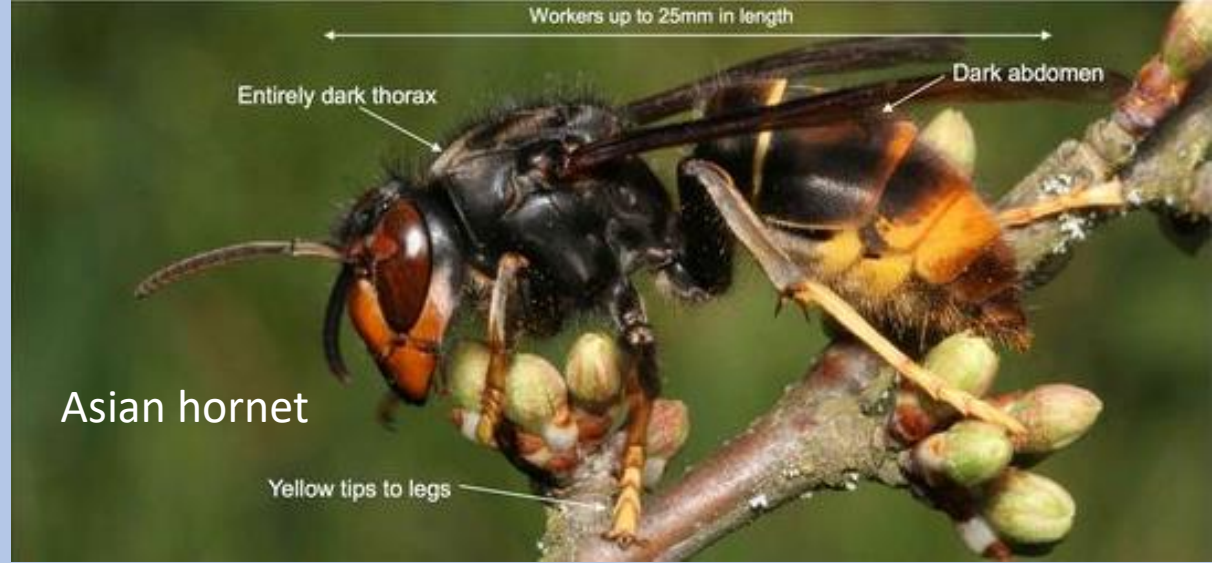 Workers up to 25mm in length
Entirely dark thorax
Dark abdomen
Asian hornet
Yellow tips to legs